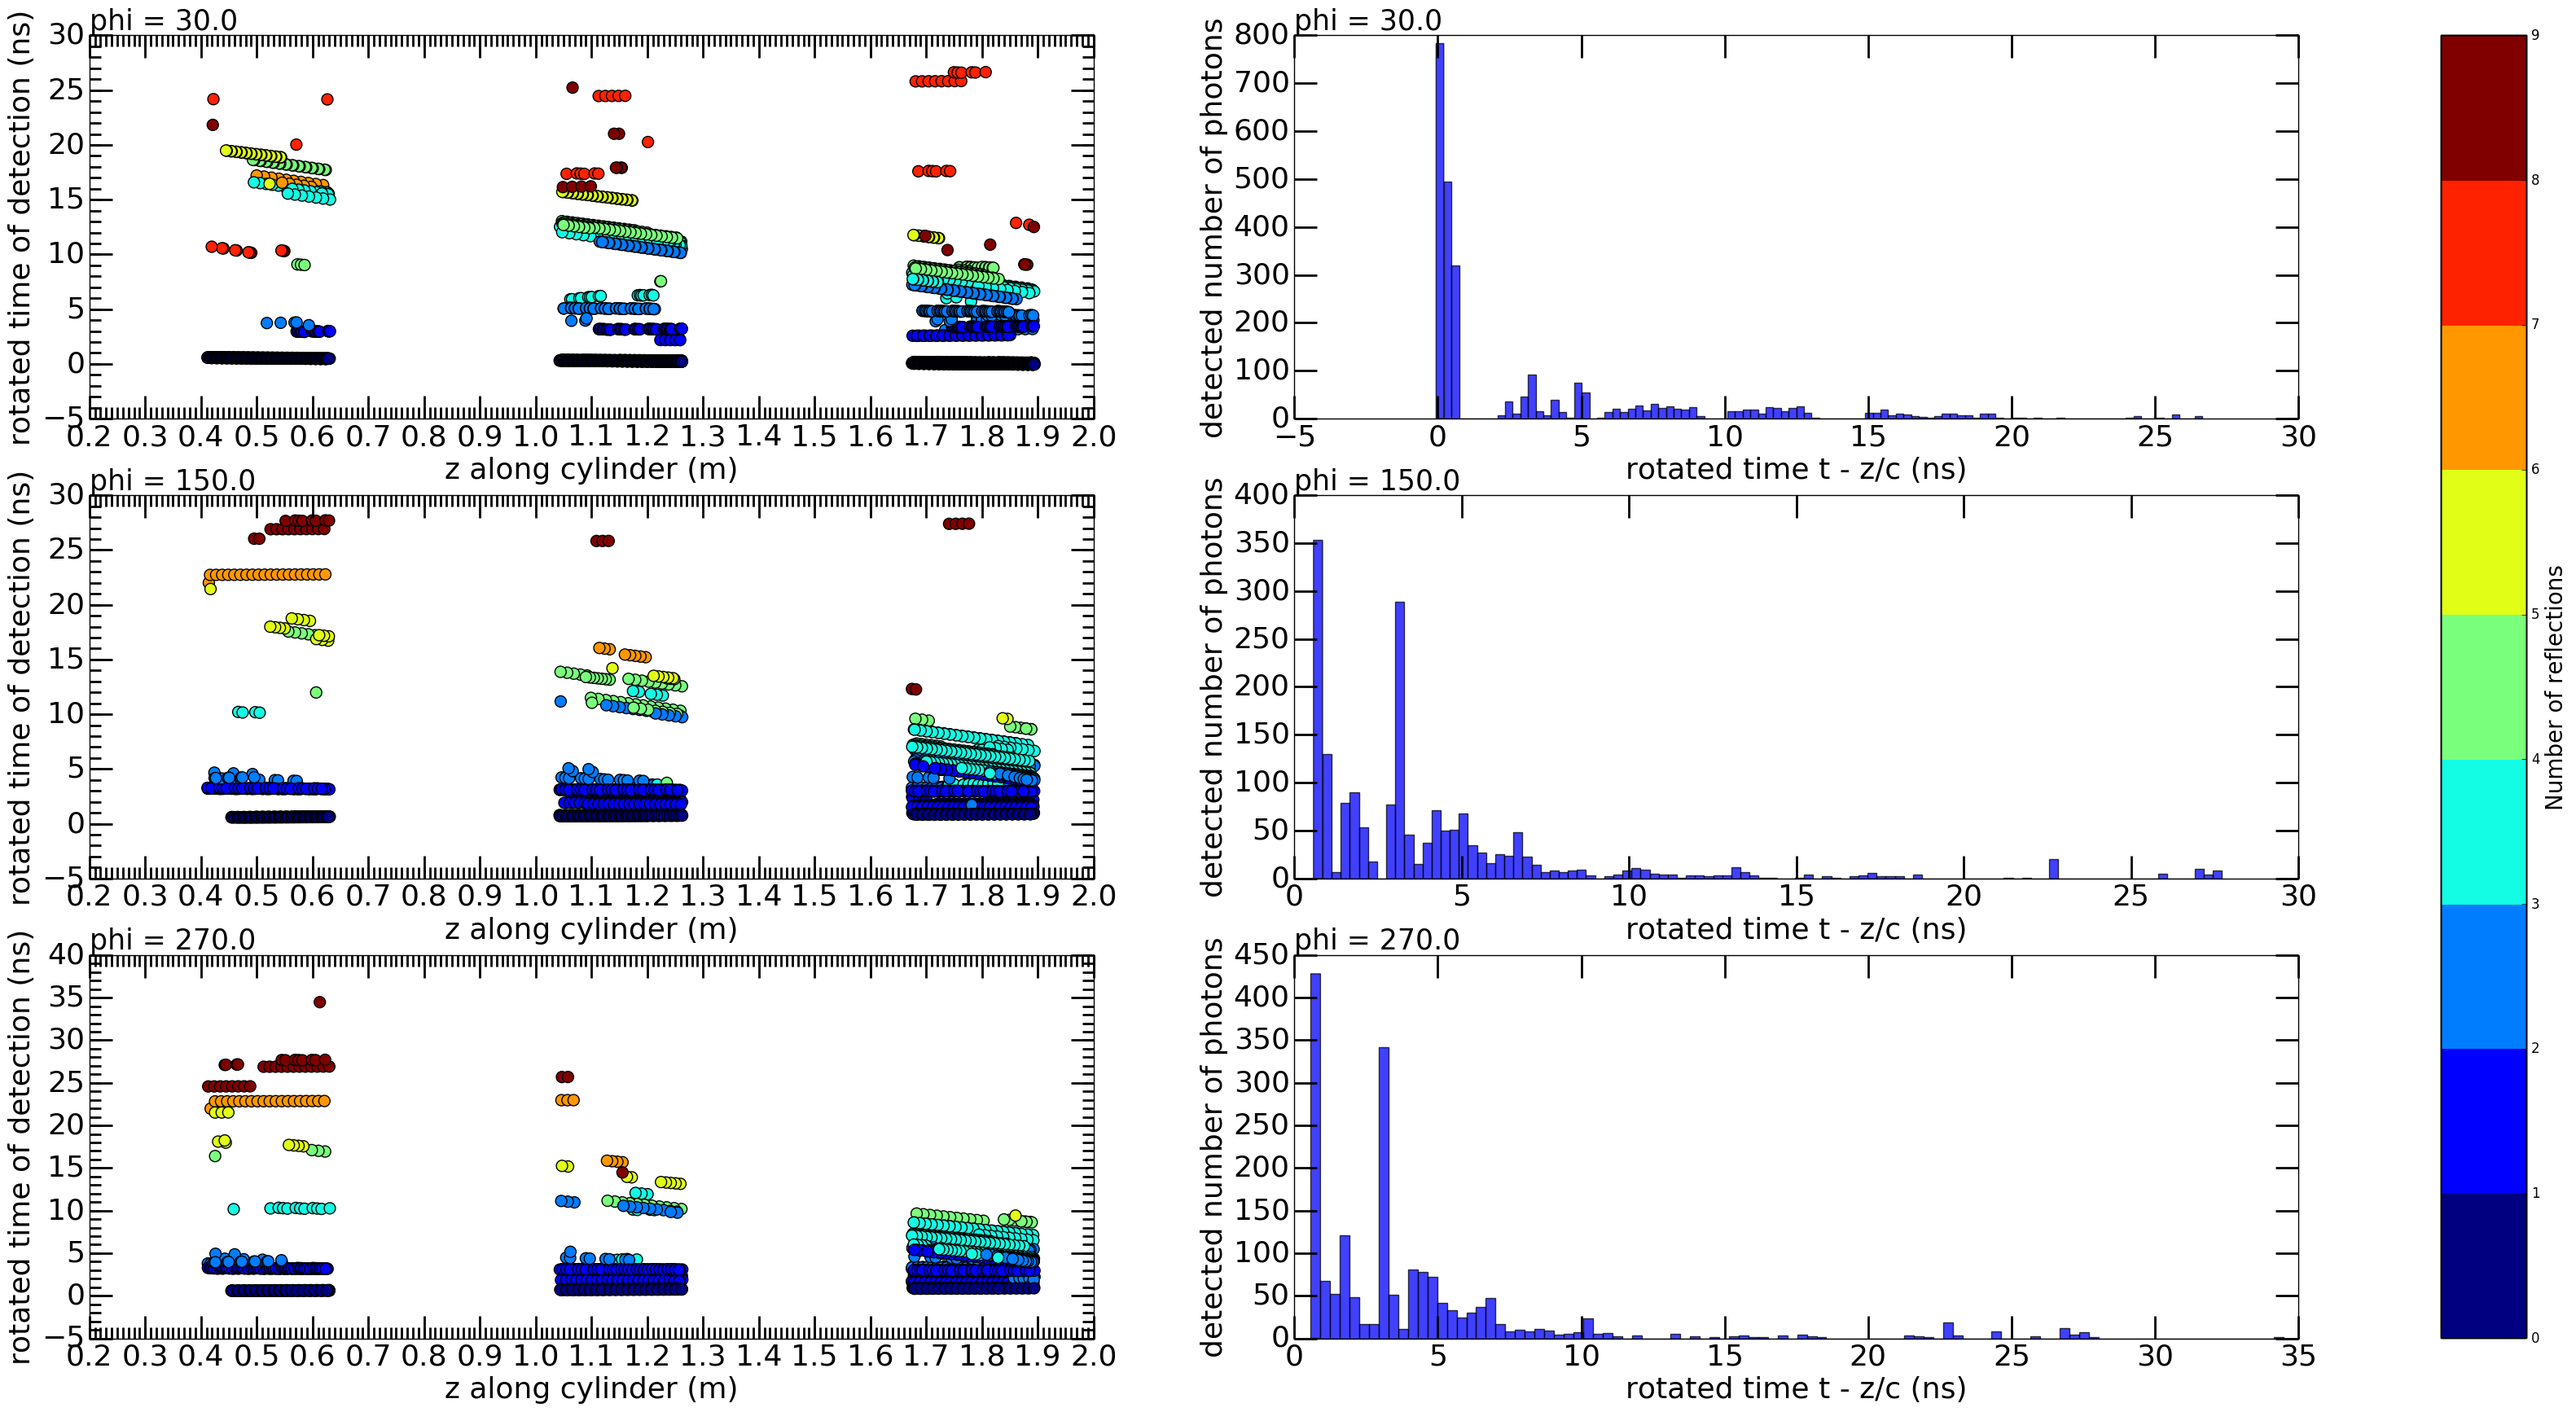 phi = 30.0
rotated time of detection (ns)
30
25
20
15
10
5
0
−5
0.2 0.3 0.4 0.5 0.6 0.7 0.8 0.9 1.0 1.1 1.2 1.3 1.4 1.5 1.6 1.7 1.8 1.9 2.0
z along cylinder (m)
phi = 30.0
detected number of photons
800
700
600
500
400
300
200
100
0
−5 0 5 10 15 20 25 30
rotated time t - z/c (ns)
phi = 150.0
rotated time of detection (ns)
30
25
20
15
10
5
0
−5
0.2 0.3 0.4 0.5 0.6 0.7 0.8 0.9 1.0 1.1 1.2 1.3 1.4 1.5 1.6 1.7 1.8 1.9 2.0
z along cylinder (m)
phi = 150.0
detected number of photons
400
350
300
250
200
150
100
50
0
0 5 10 15 20 25 30
rotated time t - z/c (ns)
phi = 270.0
rotated time of detection (ns)
40
35
30
25
20
15
10
5
0
−5
0.2 0.3 0.4 0.5 0.6 0.7 0.8 0.9 1.0 1.1 1.2 1.3 1.4 1.5 1.6 1.7 1.8 1.9 2.0
z along cylinder (m)
phi = 270.0
detected number of photons
450
400
350
300
250
200
150
100
50
0
0 5 10 15 20 25 30 35
rotated time t - z/c (ns)
9
8
7
6
5
4
3
2
1
0
Number of reflections